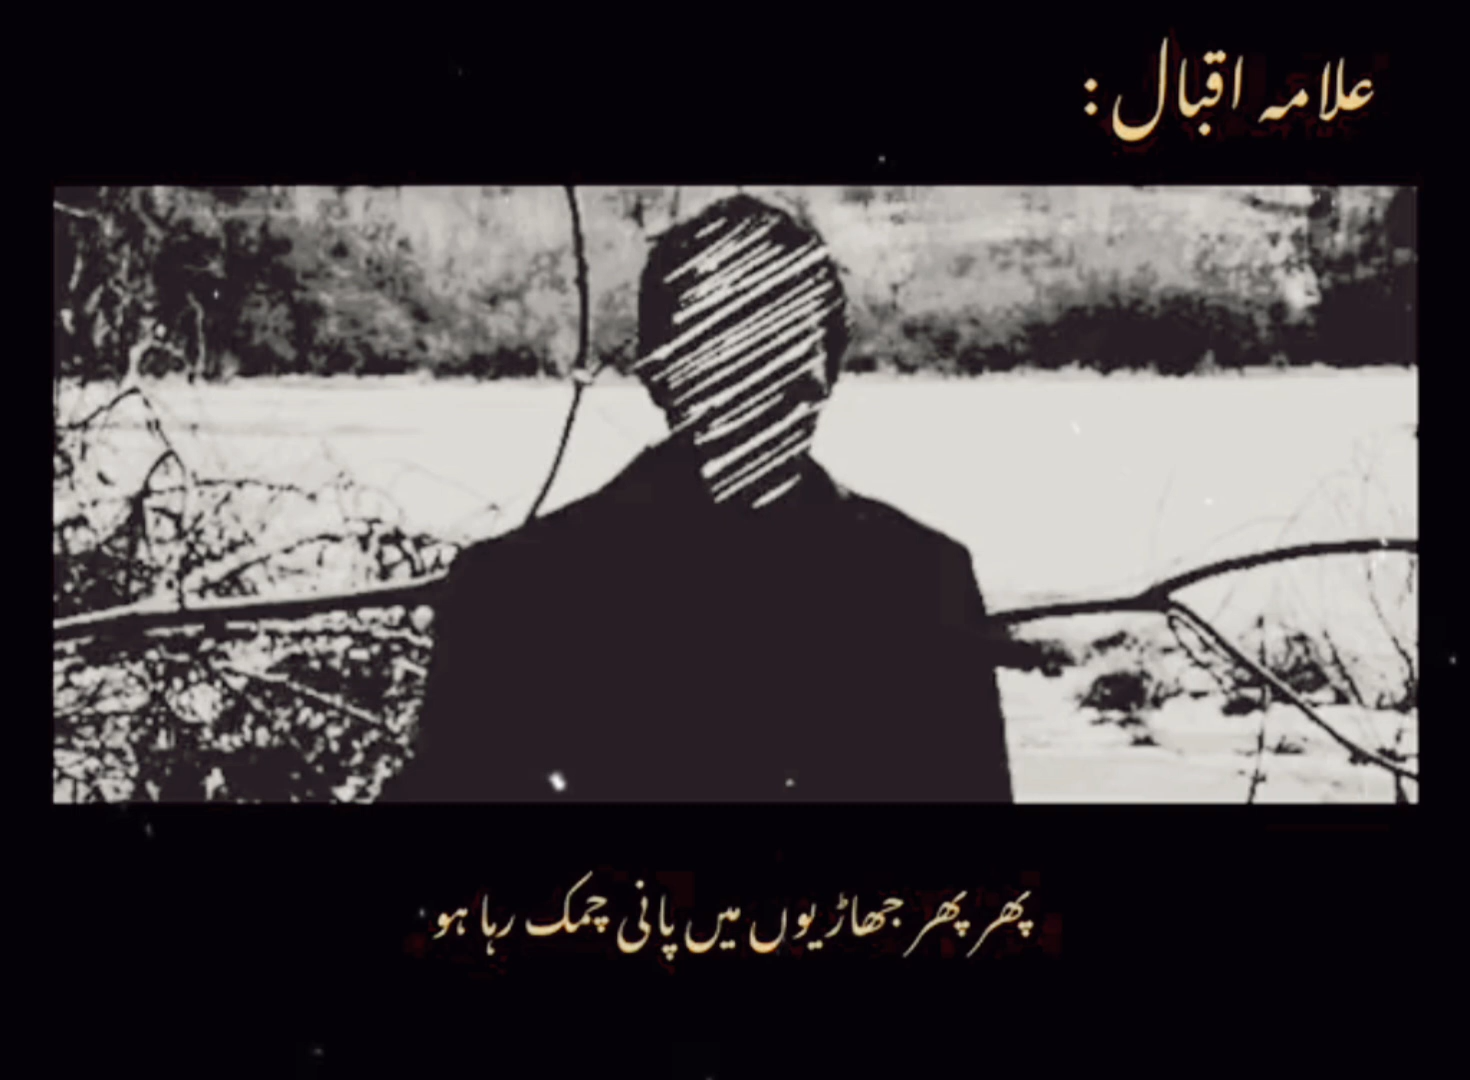 علامہ اقبال :
پھر پھر جھاڑیوں میں پانی چمک رہا ہو